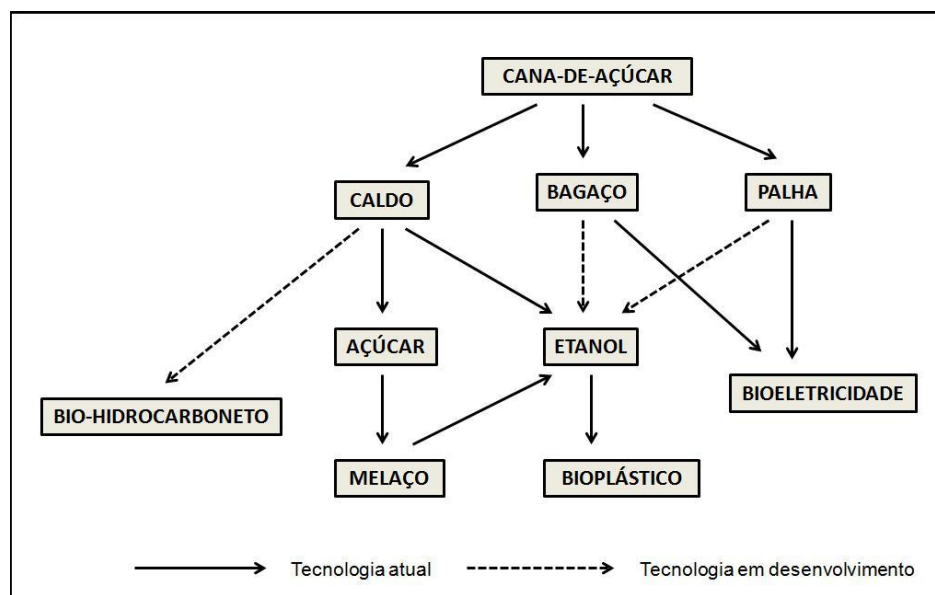 CANA-DE-AÇÚCAR
CALDO
BAGAÇO
PALHA
AÇÚCAR
ETANOL
BIOELETRICIDADE
BIO-HIDROCARBONETO
MELAÇO
BIOPLÁSTICO
Tecnologia atual
Tecnologia em desenvolvimento